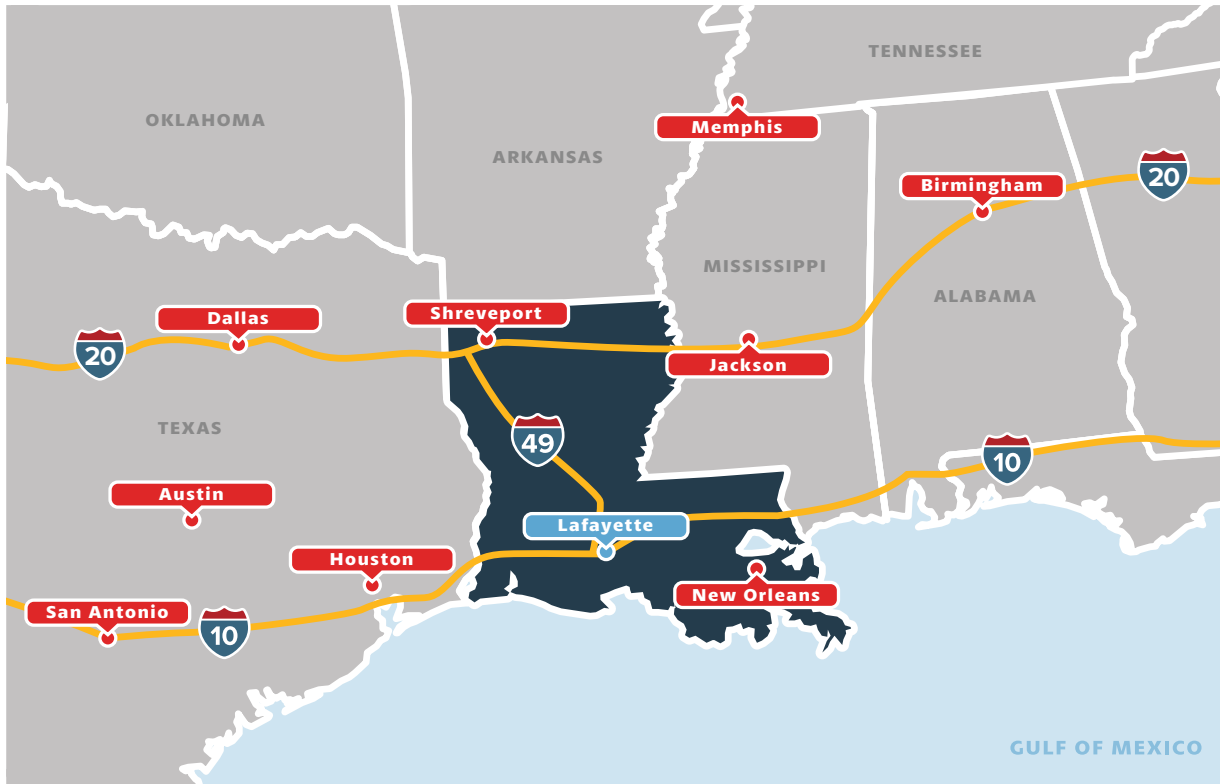 TENNESSEE
OKLAHOMA
Memphis
ARKANSAS
20
Birmingham
MISSISSIPPI
ALABAMA
Shreveport
Dallas
20
Jackson
TEXAS
49
10
Austin
Lafayette
Houston
New Orleans
San Antonio
10
GULF OF MEXICO